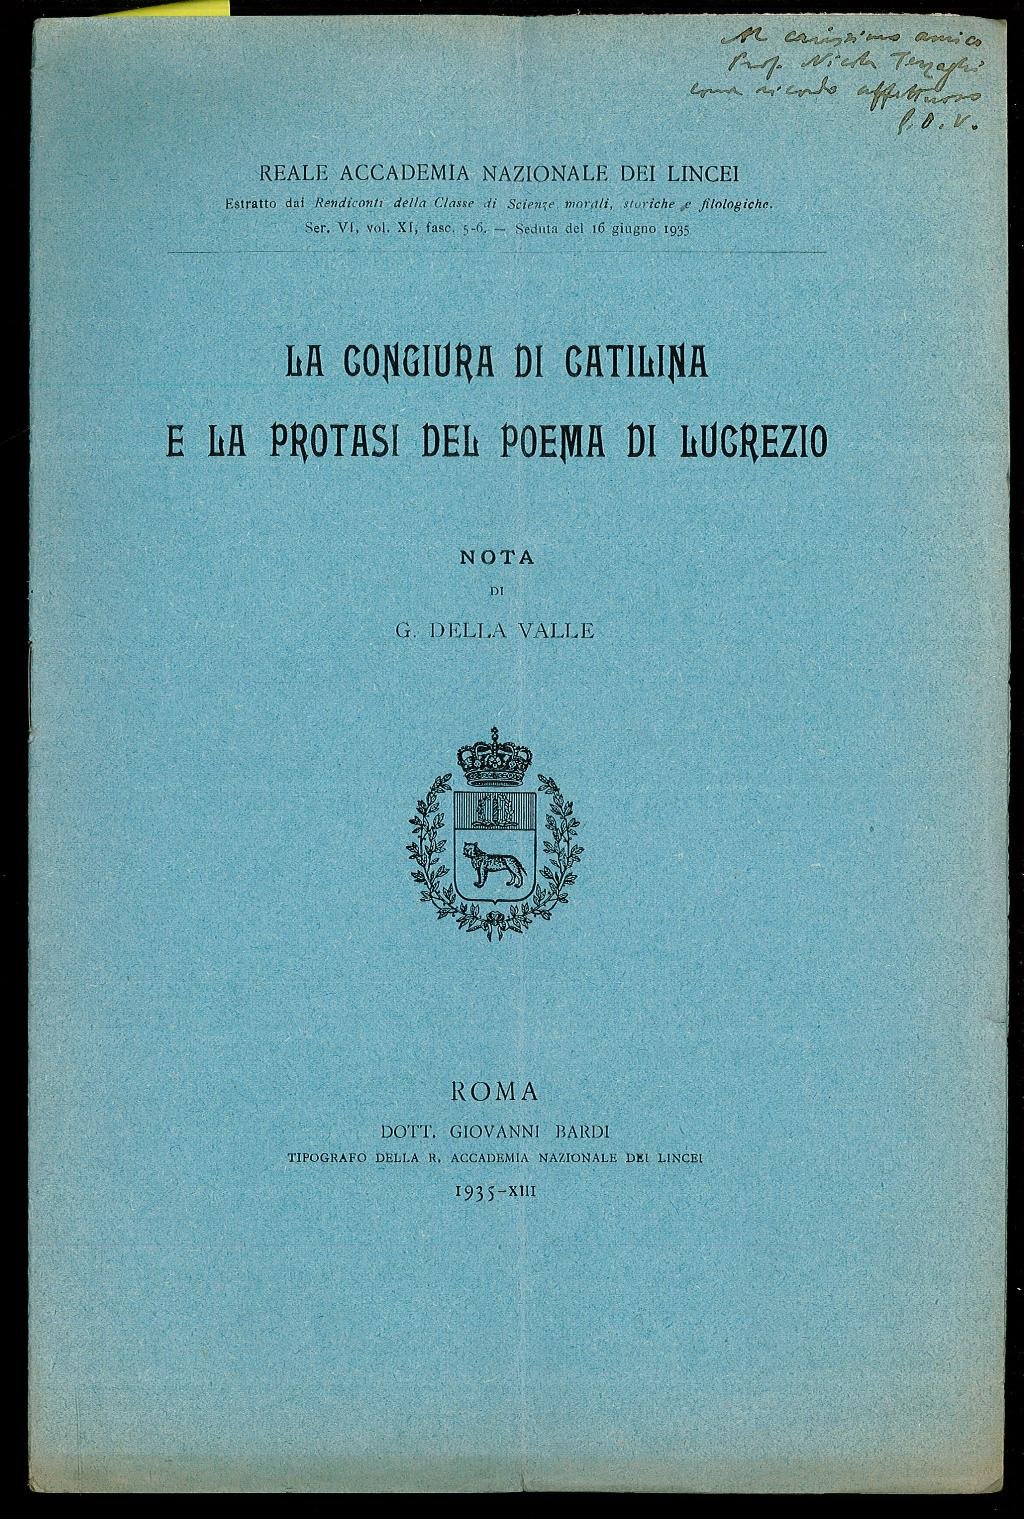 Al carissimo amico
Prof. Nicola Terzaghi
come ricordo affettuoso
G. D. V.
REALE ACCADEMIA NAZIONALE DEI LINCEI
Estratto dai Rendiconti della Classe di Scienze morali, storiche e filologiche.
Ser. VI, vol. XI, fasc. 5-6. — Seduta del 16 giugno 1935
LA CONGIURA DI CATILINA
E LA PROTASI DEL POEMA DI LUCREZIO
NOTA
DI
G. DELLA VALLE
ROMA
DOTT. GIOVANNI BARDI
TIPOGRAFO DELLA R. ACCADEMIA NAZIONALE DEI LINCEI
1935-XIII